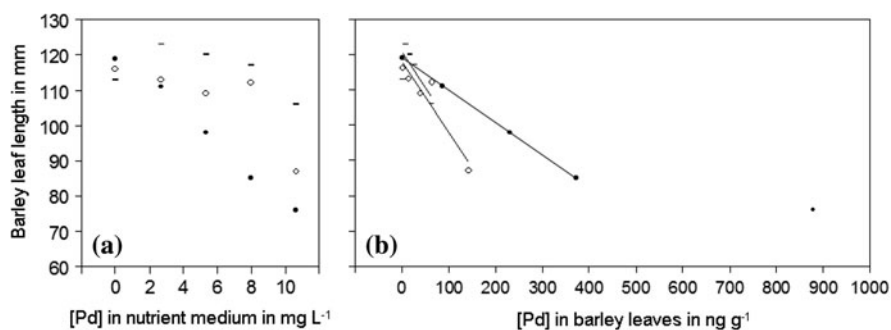 130
120
110
100
90
80
70
60
Barley leaf length in mm
(a)
0 2 4 6 8 10
[Pd] in nutrient medium in mg L⁻¹
(b)
0 100 200 300 400 500 600 700 800 900 1000
[Pd] in barley leaves in ng g⁻¹